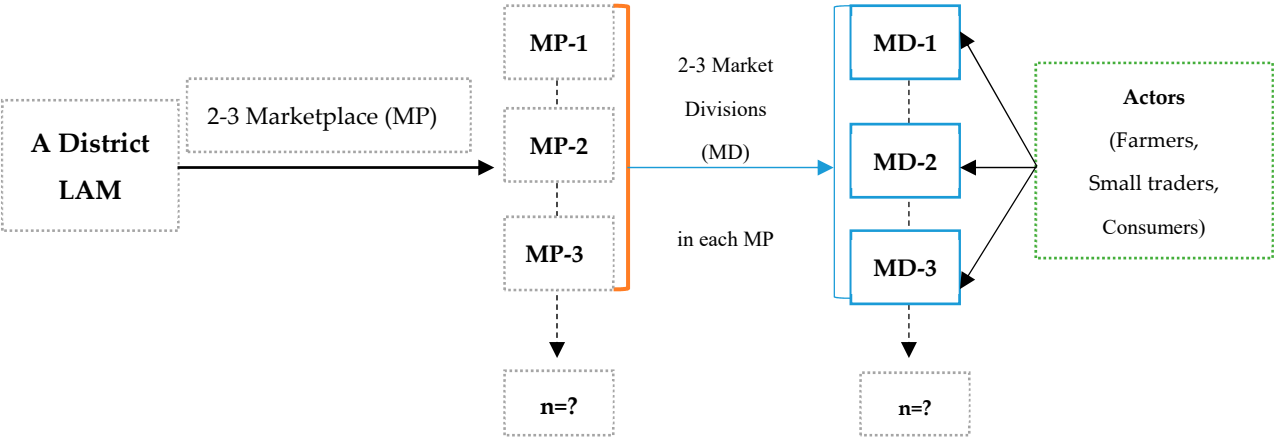 A District
LAM
2-3 Marketplace (MP)
MP-1
MP-2
MP-3
n=?
2-3 Market
Divisions
(MD)
in each MP
MD-1
MD-2
MD-3
n=?
Actors
(Farmers,
Small traders,
Consumers)